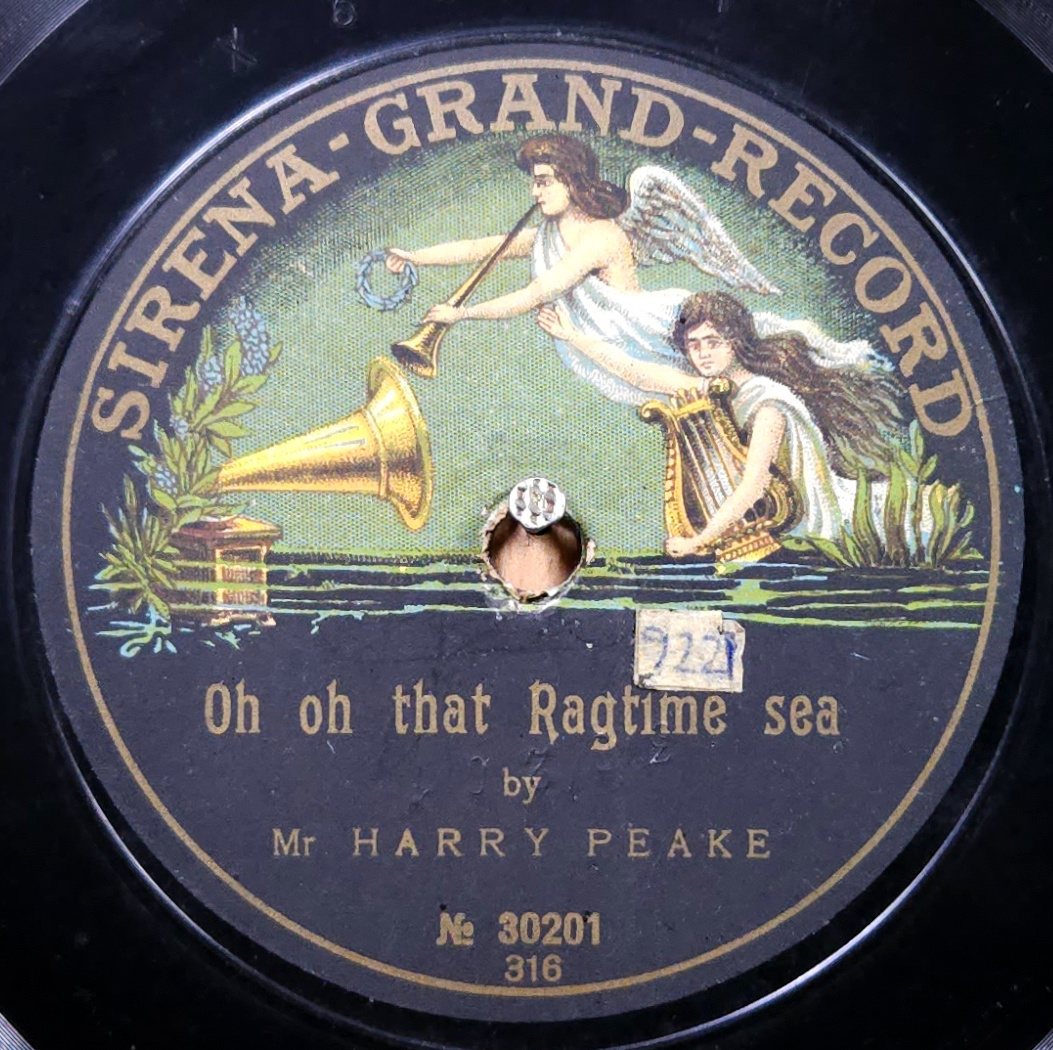 SIRENA-GRAND-RECORD
922
Oh oh that Ragtime sea
by
Mr HARRY PEAKE
№ 30201
316